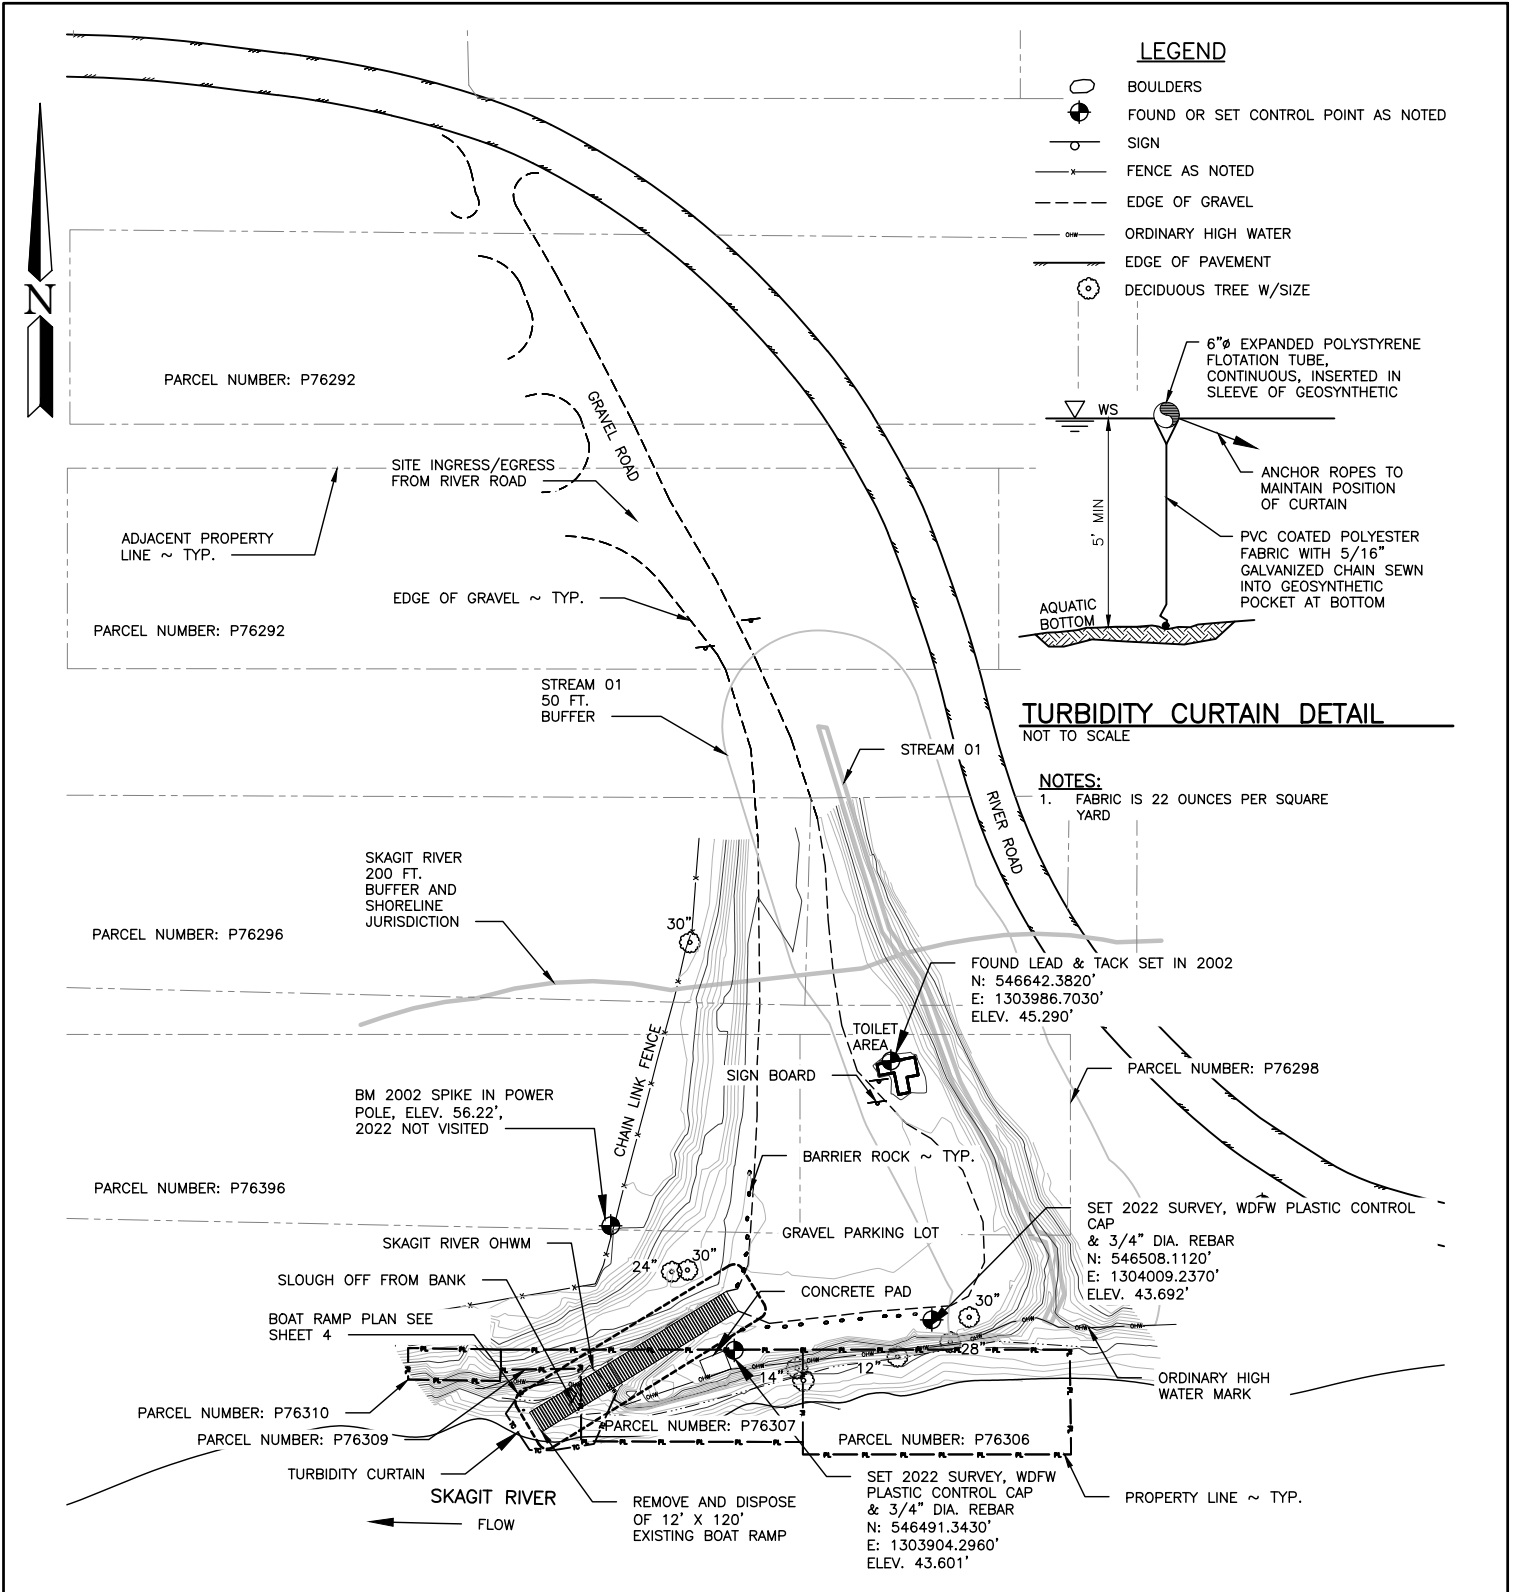 LEGEND
BOULDERS
FOUND OR SET CONTROL POINT AS NOTED
SIGN
FENCE AS NOTED
EDGE OF GRAVEL
OHW
ORDINARY HIGH WATER
EDGE OF PAVEMENT
DECIDUOUS TREE W/SIZE
N
6"ø EXPANDED POLYSTYRENE
FLOTATION TUBE,
CONTINUOUS, INSERTED IN
SLEEVE OF GEOSYNTHETIC
WS
ANCHOR ROPES TO
MAINTAIN POSITION
OF CURTAIN
5' MIN
PVC COATED POLYESTER
FABRIC WITH 5/16"
GALVANIZED CHAIN SEWN
INTO GEOSYNTHETIC
POCKET AT BOTTOM
AQUATIC
BOTTOM
TURBIDITY CURTAIN DETAIL
NOT TO SCALE
NOTES:
1. FABRIC IS 22 OUNCES PER SQUARE
YARD
PARCEL NUMBER: P76292
GRAVEL ROAD
SITE INGRESS/EGRESS
FROM RIVER ROAD
ADJACENT PROPERTY
LINE ~ TYP.
EDGE OF GRAVEL ~ TYP.
PARCEL NUMBER: P76292
STREAM 01
50 FT.
BUFFER
STREAM 01
RIVER ROAD
SKAGIT RIVER
200 FT.
BUFFER AND
SHORELINE
JURISDICTION
30"
PARCEL NUMBER: P76296
FOUND LEAD & TACK SET IN 2002
N: 546642.3820'
E: 1303986.7030'
ELEV. 45.290'
TOILET
AREA
SIGN BOARD
PARCEL NUMBER: P76298
CHAIN LINK FENCE
BM 2002 SPIKE IN POWER
POLE, ELEV. 56.22',
2022 NOT VISITED
BARRIER ROCK ~ TYP.
PARCEL NUMBER: P76396
SET 2022 SURVEY, WDFW PLASTIC CONTROL
CAP
& 3/4" DIA. REBAR
N: 546508.1120'
E: 1304009.2370'
ELEV. 43.692'
GRAVEL PARKING LOT
SKAGIT RIVER OHWM
24"
30"
SLOUGH OFF FROM BANK
CONCRETE PAD
30"
BOAT RAMP PLAN SEE
SHEET 4
28"
12"
14"
ORDINARY HIGH
WATER MARK
PARCEL NUMBER: P76310
PARCEL NUMBER: P76307
PARCEL NUMBER: P76309
PARCEL NUMBER: P76306
TURBIDITY CURTAIN
TC
TC
SKAGIT RIVER
FLOW
REMOVE AND DISPOSE
OF 12' X 120'
EXISTING BOAT RAMP
SET 2022 SURVEY, WDFW
PLASTIC CONTROL CAP
& 3/4" DIA. REBAR
N: 546491.3430'
E: 1303904.2960'
ELEV. 43.601'
PROPERTY LINE ~ TYP.